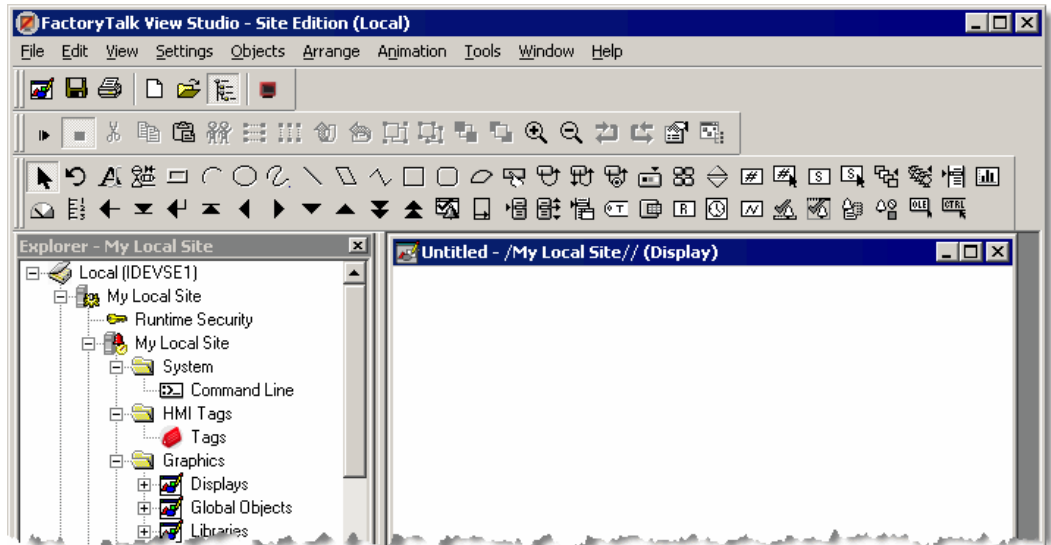 FactoryTalk View Studio - Site Edition (Local)
File Edit View Settings Objects Arrange Animation Tools Window Help
Explorer - My Local Site
Untitled - /My Local Site// (Display)
Local (IDEVSE1)
My Local Site
Runtime Security
My Local Site
System
Command Line
HMI Tags
Tags
Graphics
Displays
Global Objects
Libraries